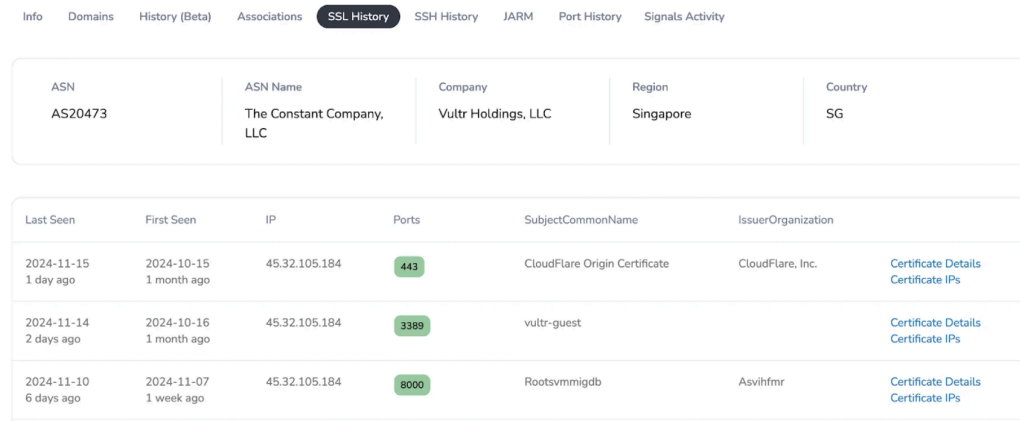 Info Domains History (Beta) Associations SSL History SSH History JARM Port History Signals Activity
ASN ASN Name Company Region Country
AS20473 The Constant Company, LLC Vultr Holdings, LLC Singapore SG
Last Seen First Seen IP Ports SubjectCommonName IssuerOrganization
2024-11-15 2024-10-15 45.32.105.184 443 CloudFlare Origin Certificate CloudFlare, Inc. Certificate Details
1 day ago 1 month ago Certificate IPs
2024-11-14 2024-10-16 45.32.105.184 3389 vultr-guest Certificate Details
2 days ago 1 month ago Certificate IPs
2024-11-10 2024-11-07 45.32.105.184 8000 Rootsvmmigdb Asvihfmr Certificate Details
6 days ago 1 week ago Certificate IPs